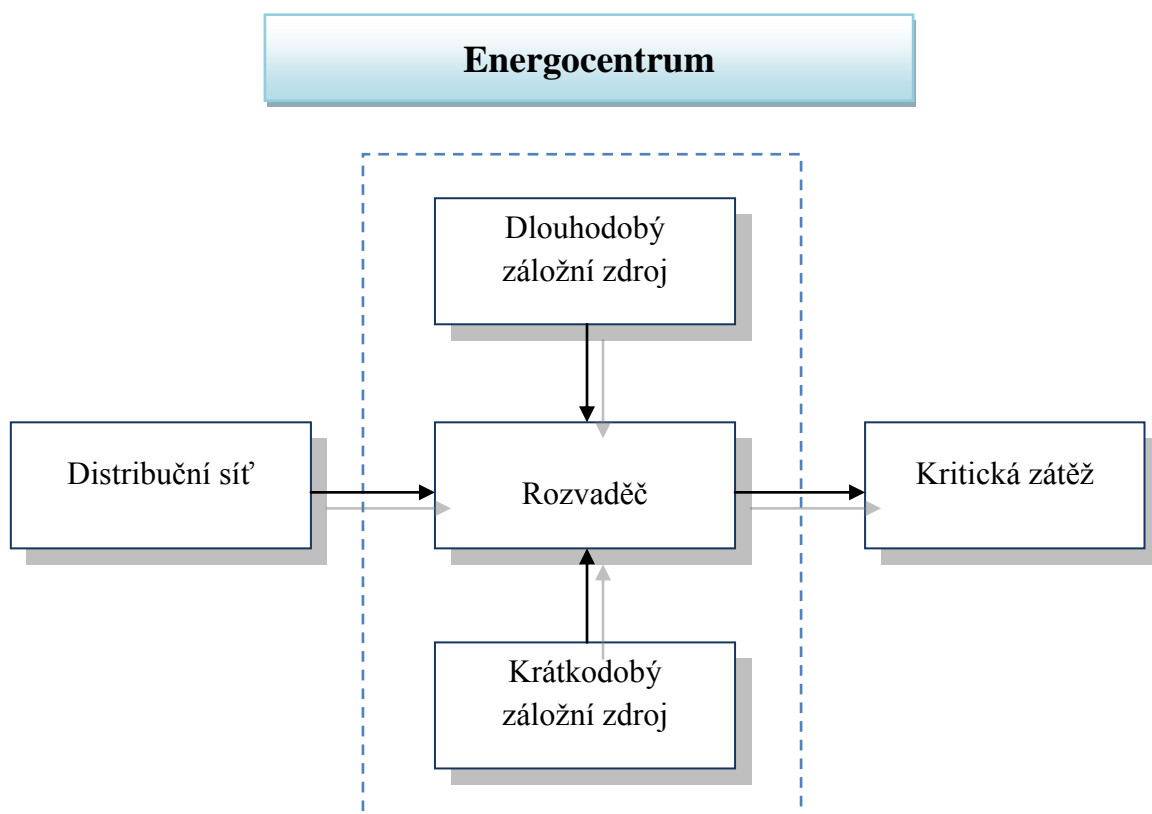 Energocentrum
Dlouhodobý
záložní zdroj
Distribuční síť
Rozvaděč
Kritická zátěž
Krátkodobý
záložní zdroj